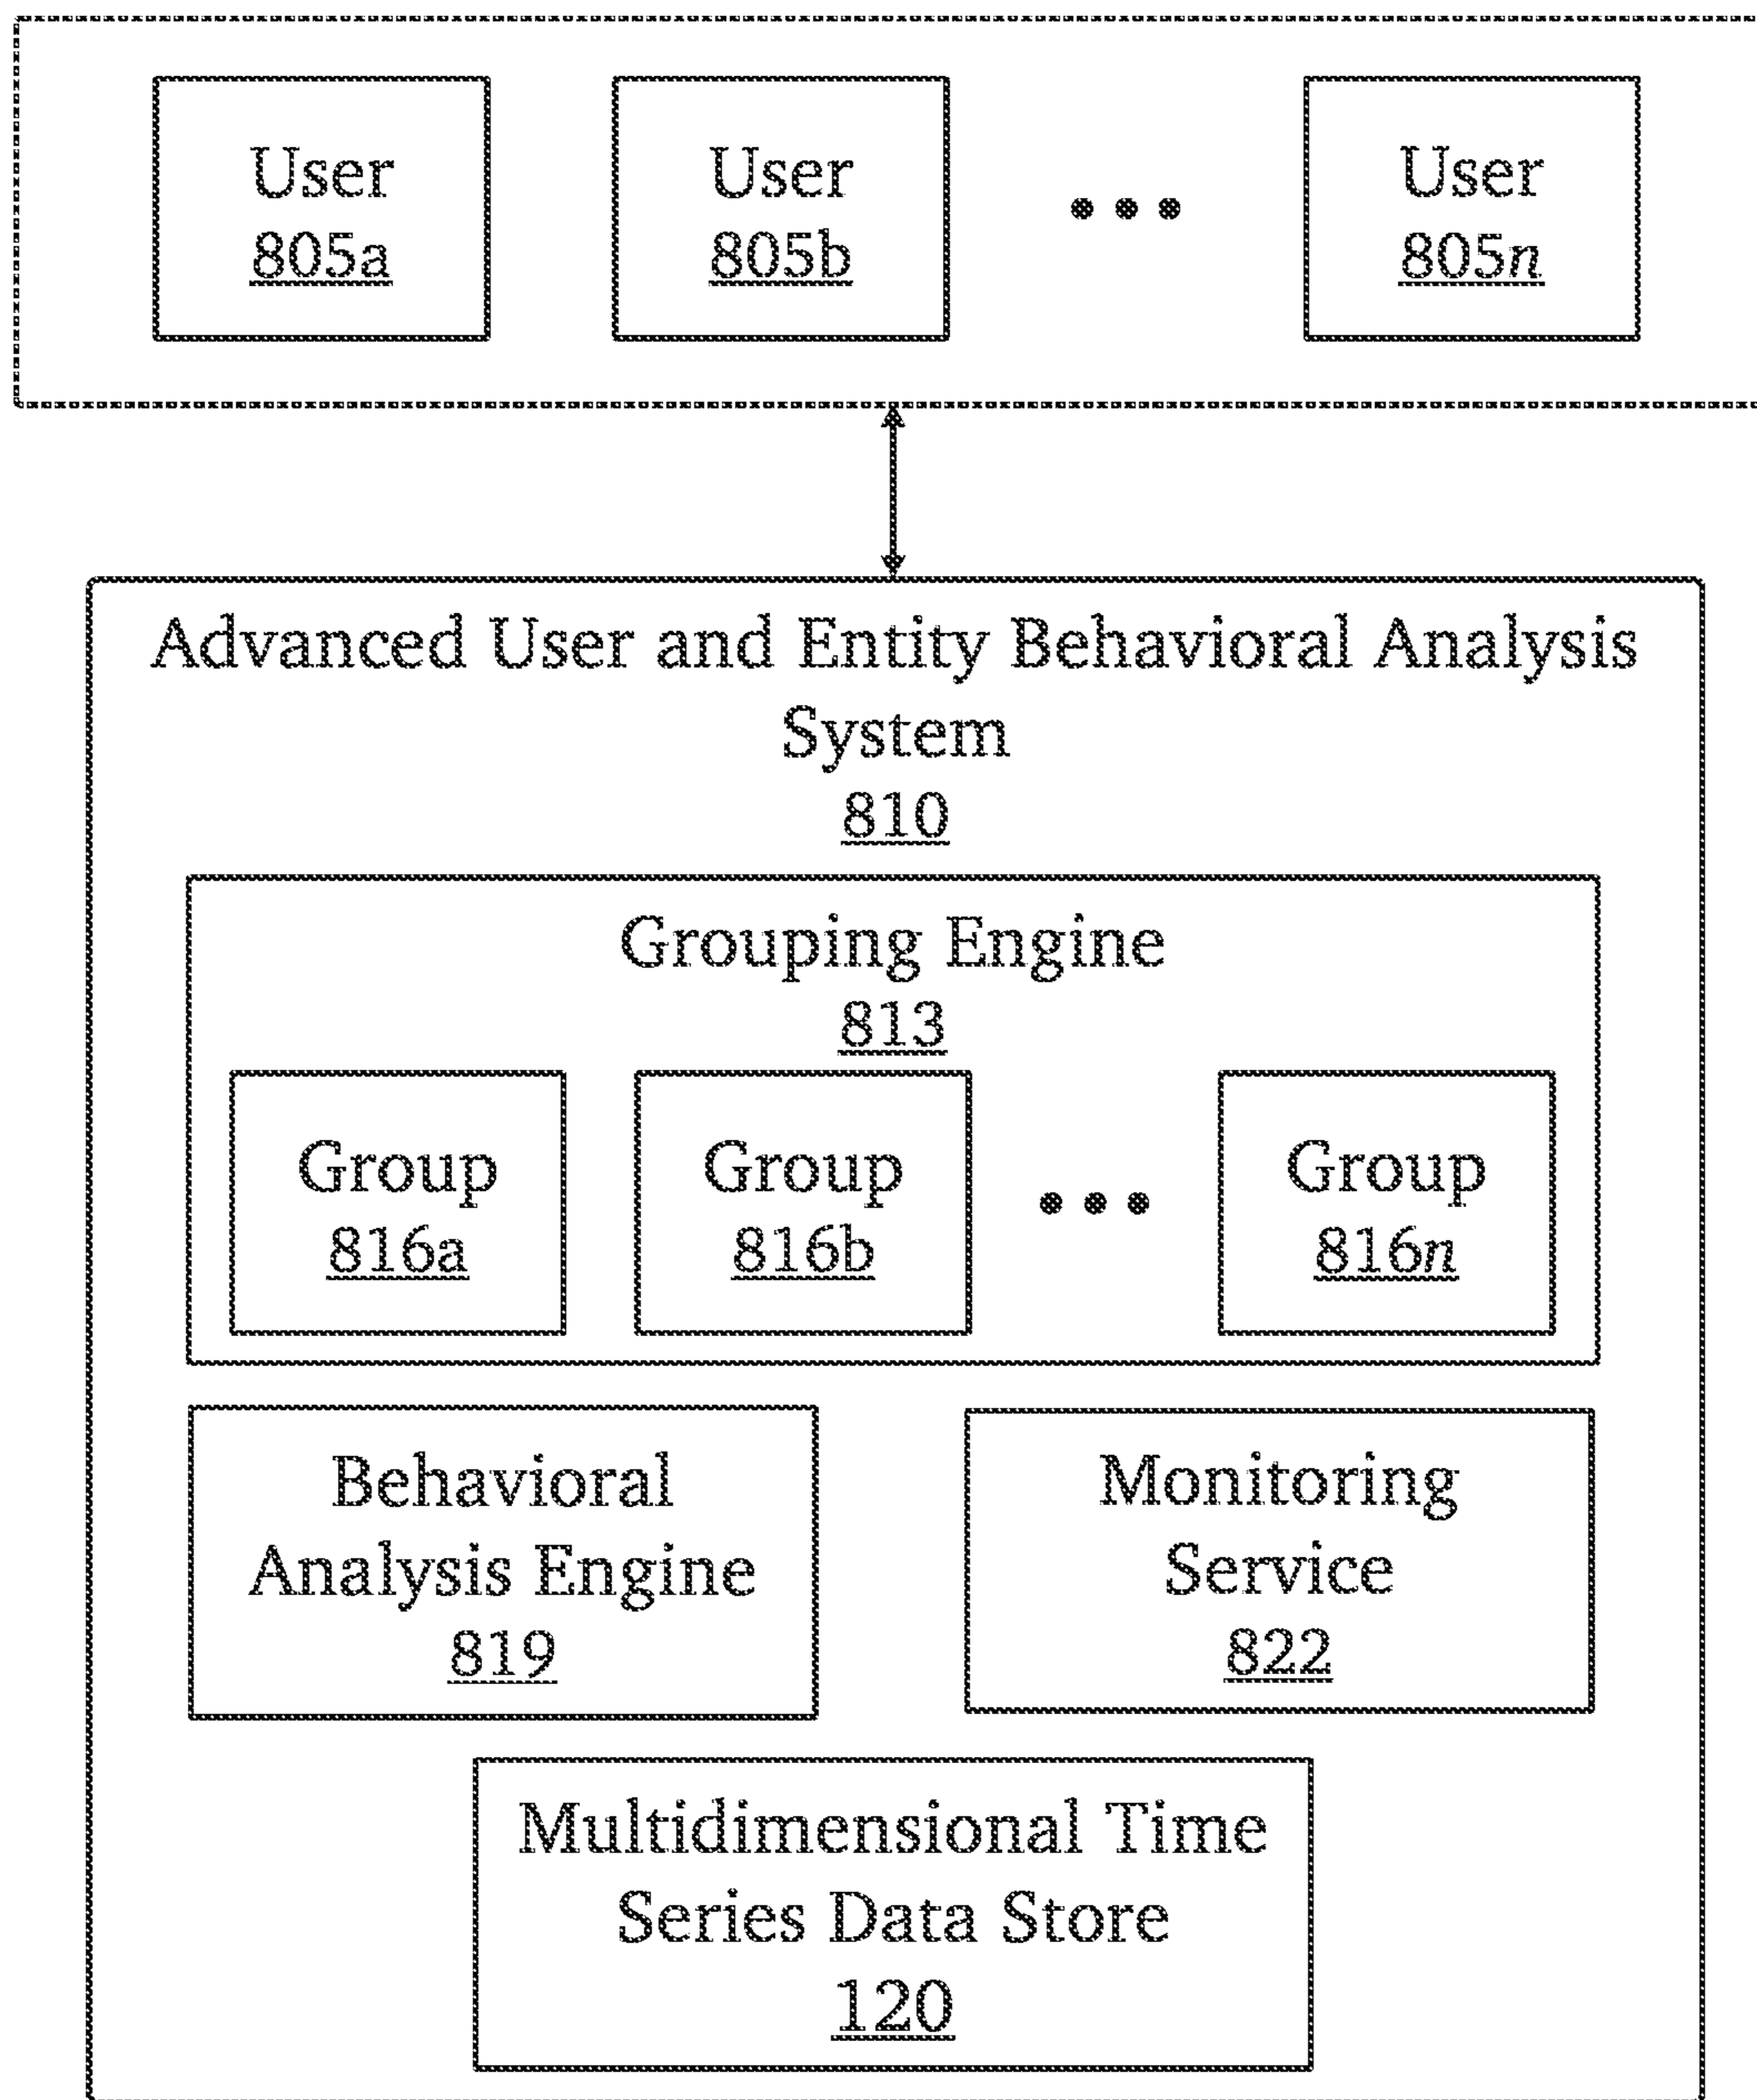 User User User
805a 805b 805n
Advanced User and Entity Behavioral Analysis
System
810
Grouping Engine
813
Group Group Group
816a 816b 816n
Behavioral
Analysis Engine
819
Monitoring
Service
822
Multidimensional Time
Series Data Store
120